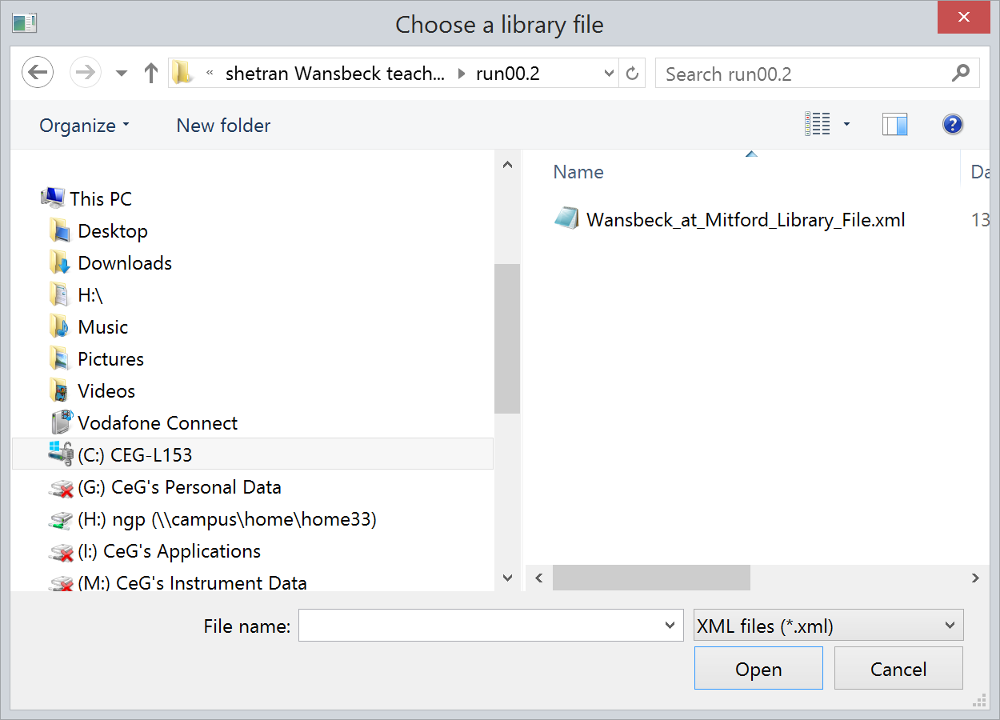 Choose a library file
« shetran Wansbeck teach... run00.2
Search run00.2
Organize
New folder
This PC
Desktop
Downloads
H:\
Music
Pictures
Videos
Vodafone Connect
(C:) CEG-L153
(G:) CeG's Personal Data
(H:) ngp (\\campus\home\home33)
(I:) CeG's Applications
(M:) CeG's Instrument Data
Name
Da
Wansbeck_at_Mitford_Library_File.xml
13
File name:
XML files (*.xml)
Open
Cancel